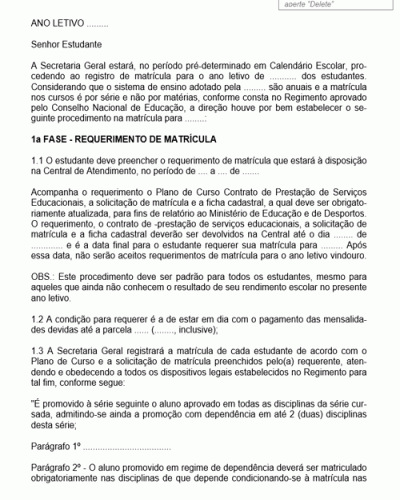 aperte "Delete"
ANO LETIVO .........
Senhor Estudante
A Secretaria Geral estará, no período pré-determinado em Calendário Escolar, pro-
cedendo ao registro de matrícula para o ano letivo de ........... dos estudantes.
Considerando que o sistema de ensino adotado pela ......... são anuais e a matrícula
nos cursos é por série e não por matérias, conforme consta no Regimento aprovado
pelo Conselho Nacional de Educação, a direção houve por bem estabelecer o se-
guinte procedimento na matrícula para ........:
1a FASE - REQUERIMENTO DE MATRÍCULA
1.1 O estudante deve preencher o requerimento de matrícula que estará à disposição
na Central de Atendimento, no período de .... a .... de .......
Acompanha o requerimento o Plano de Curso Contrato de Prestação de Serviços
Educacionais, a solicitação de matrícula e a ficha cadastral, a qual deve ser obrigato-
riamente atualizada, para fins de relatório ao Ministério de Educação e de Desportos.
O requerimento, o contrato de -prestação de serviços educacionais, a solicitação de
matrícula e a ficha cadastral deverão ser devolvidos na Central até o dia ........ de
............. e é a data final para o estudante requerer sua matrícula para ......... Após
essa data, não serão aceitos requerimentos de matrícula para o ano letivo vindouro.
OBS.: Este procedimento deve ser padrão para todos os estudantes, mesmo para
aqueles que ainda não conhecem o resultado de seu rendimento escolar no presente
ano letivo.
1.2 A condição para requerer é a de estar em dia com o pagamento das mensalida-
des devidas até a parcela ...... (........, inclusive);
1.3 A Secretaria Geral registrará a matrícula de cada estudante de acordo com o
Plano de Curso e a solicitação de matrícula preenchidos pelo(a) requerente, aten-
dendo e obedecendo a todos os dispositivos legais estabelecidos no Regimento para
tal fim, conforme segue:
"É promovido à série seguinte o aluno aprovado em todas as disciplinas da série cur-
sada, admitindo-se ainda a promoção com dependência em até 2 (duas) disciplinas
desta série;
Parágrafo 1º ...................................
Parágrafo 2º - O aluno promovido em regime de dependência deverá ser matriculado
obrigatoriamente nas disciplinas de que depende condicionando-se à matrícula nas